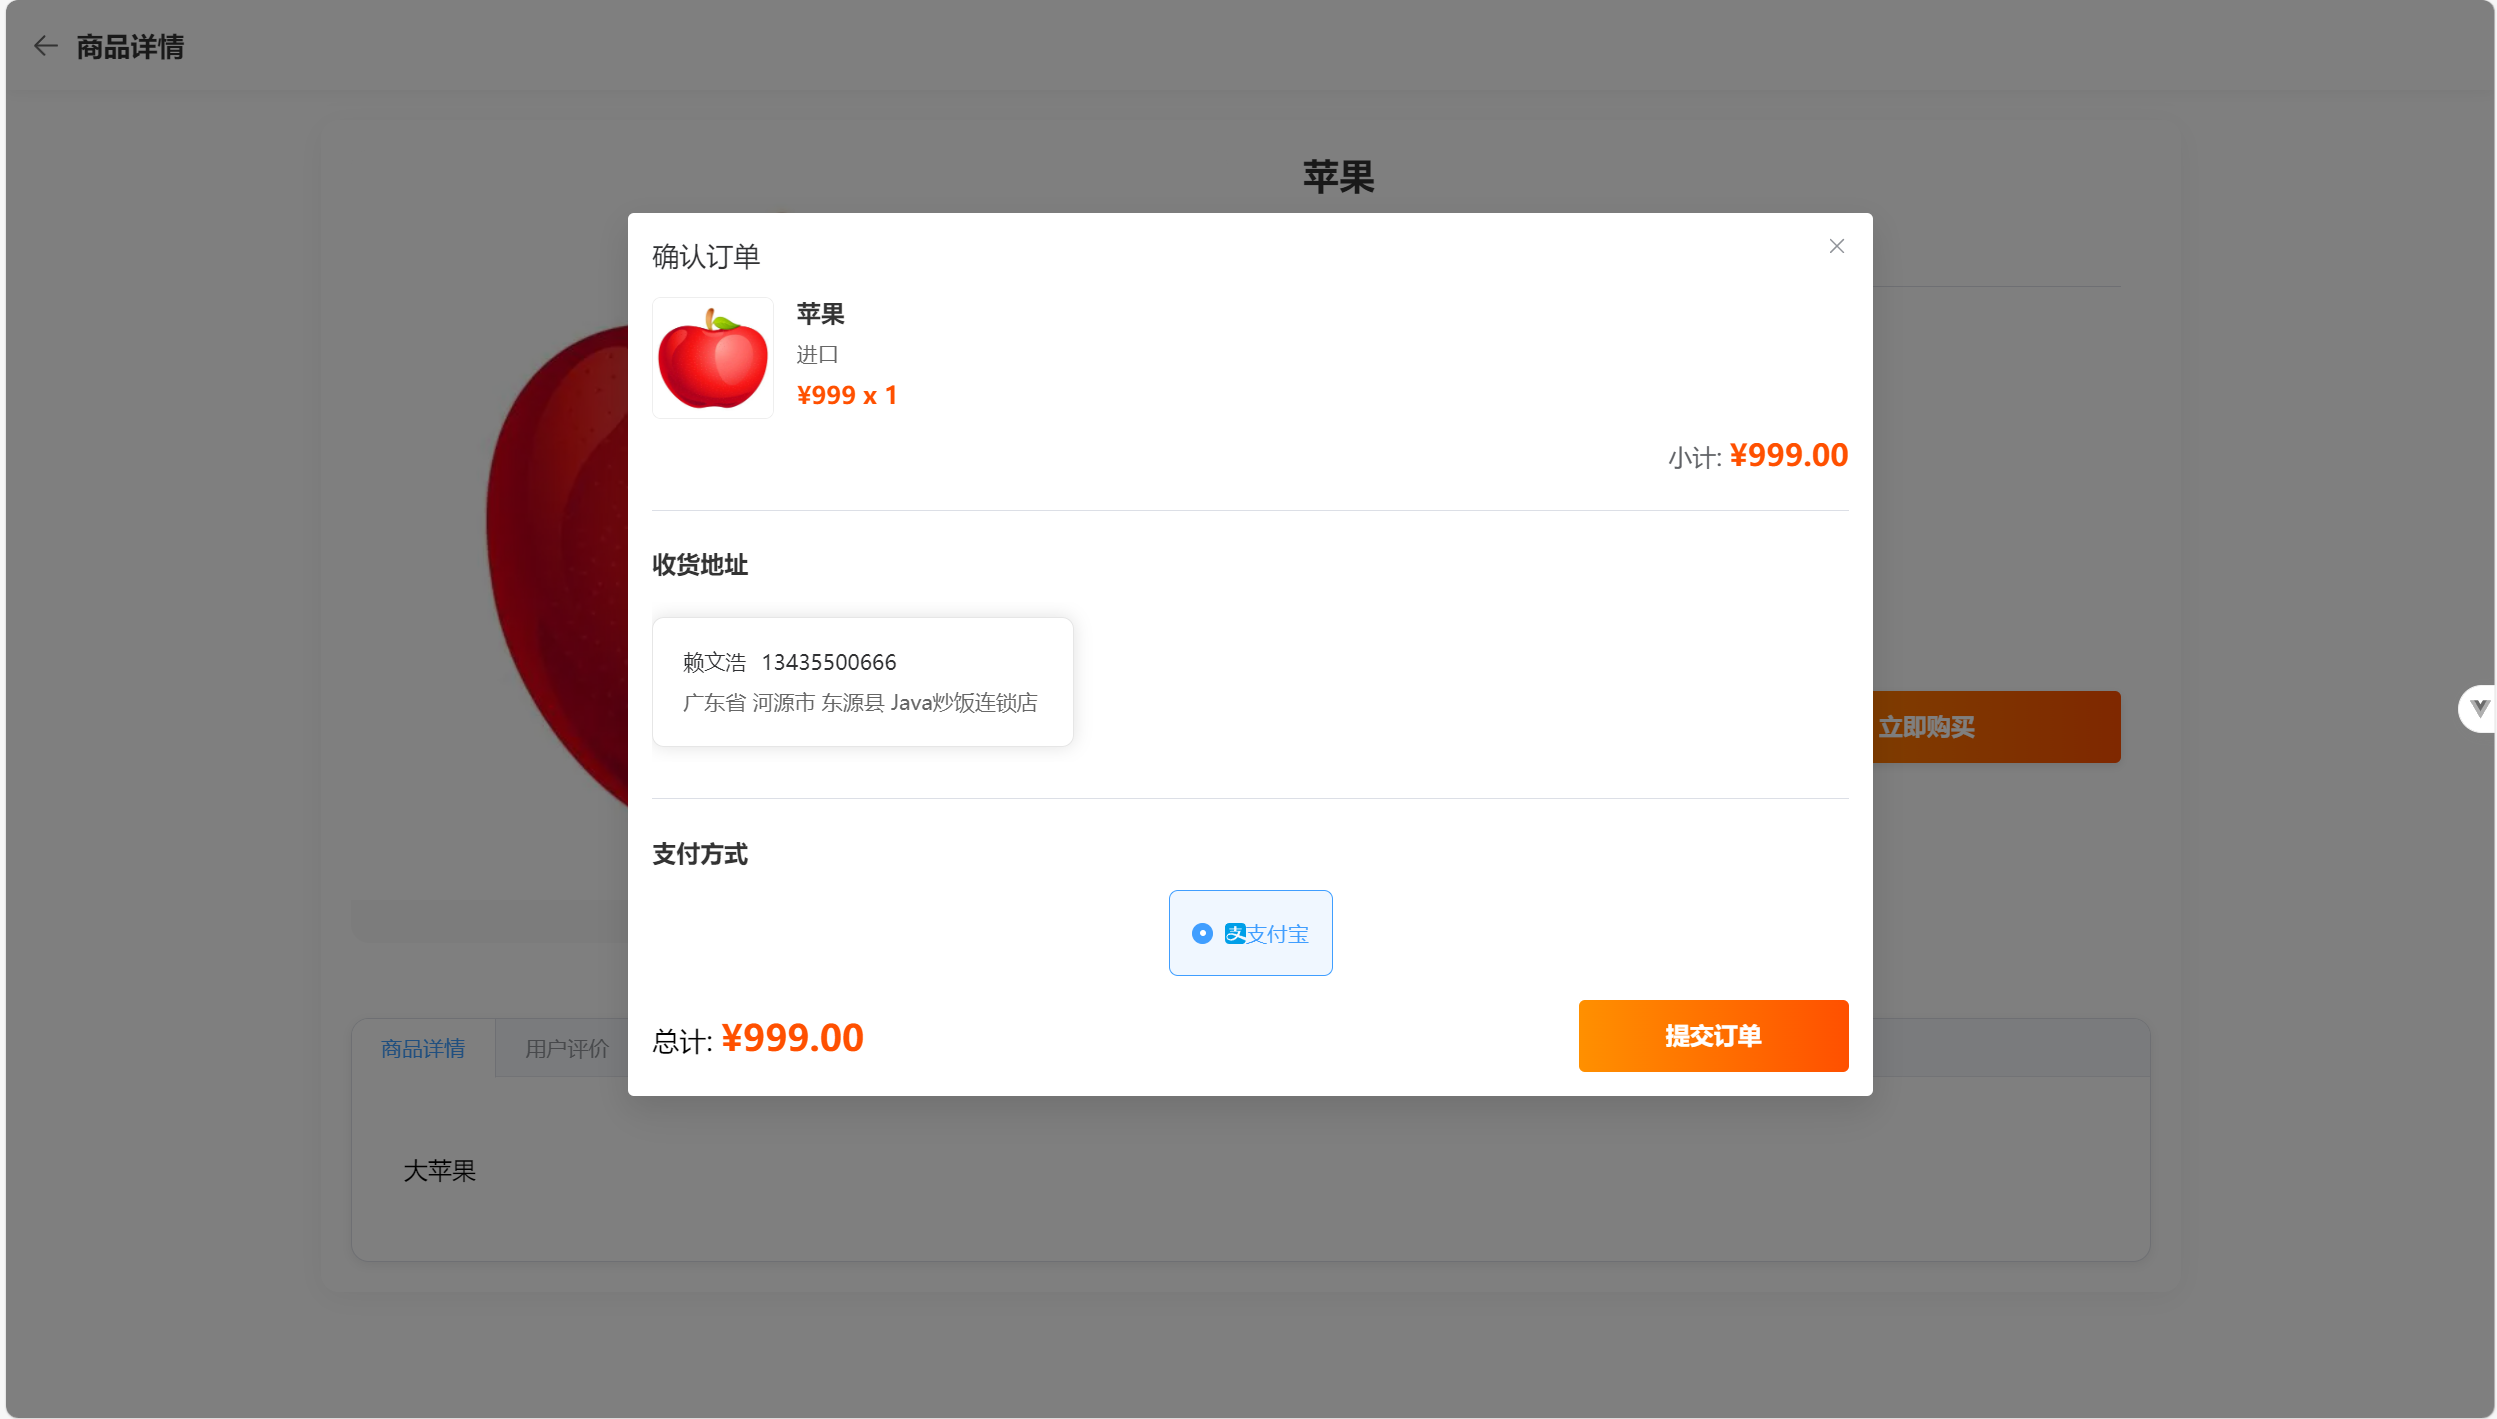 商品详情
苹果
确认订单
苹果
进口
¥999 x 1
小计: ¥999.00
收货地址
赖文浩 13435500666
广东省 河源市 东源县 Java炒饭连锁店
立即购买
支付方式
支支付宝
总计: ¥999.00
提交订单
商品详情
用户评价
大苹果